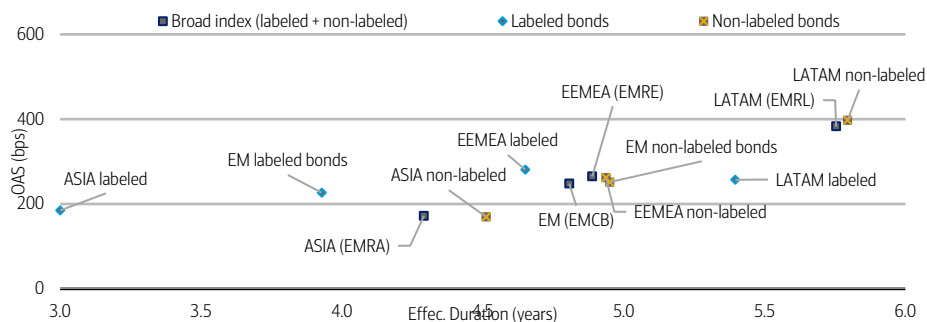 Broad index (labeled + non-labeled) Labeled bonds Non-labeled bonds
600
LATAM non-labeled
EEMEA (EMRE)
LATAM (EMRL)
400
EEMEA labeled
EM non-labeled bonds
EM labeled bonds
ASIA non-labeled
ASIA labeled
LATAM labeled
OAS (bps)
200
EM (EMCB)
EEMEA non-labeled
ASIA (EMRA)
0
3.0 3.5 4.0 4.5 5.0 5.5 6.0
Effec. Duration (years)